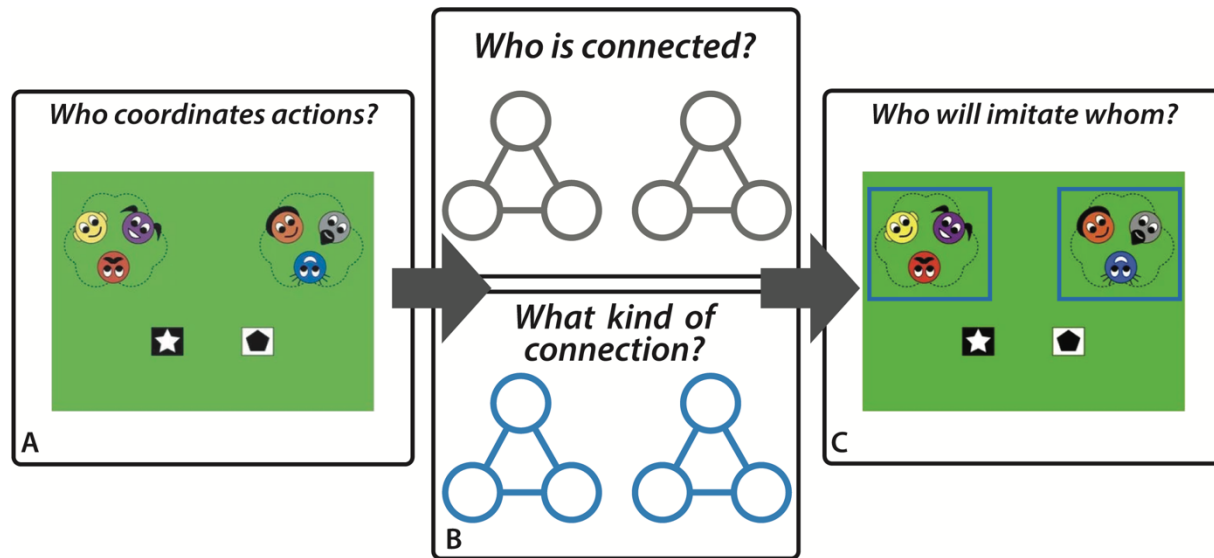 Who coordinates actions?
A
Who is connected?
What kind of
connection?
B
Who will imitate whom?
C